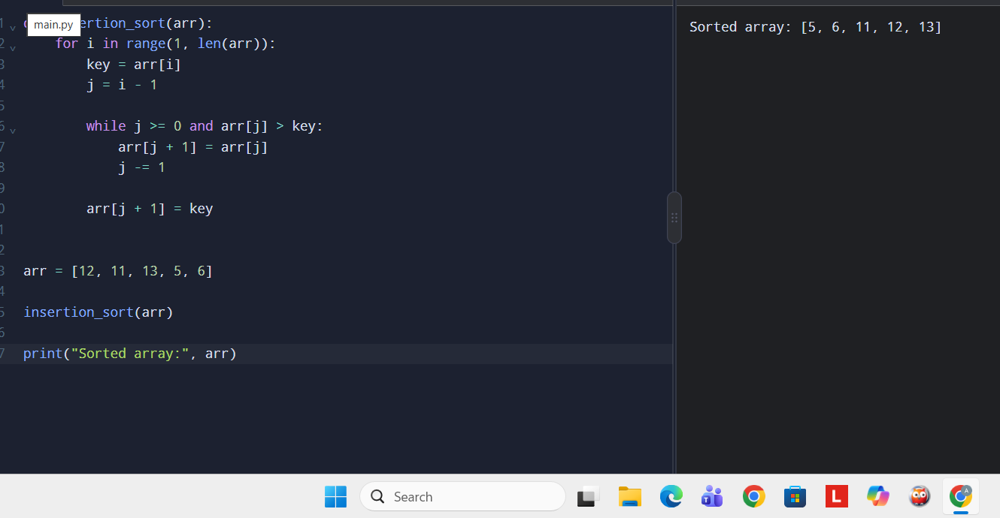 main.py
ertion_sort(arr):
for i in range(1, len(arr)):
key = arr[i]
j = i - 1
while j >= 0 and arr[j] > key:
arr[j + 1] = arr[j]
j -= 1
arr[j + 1] = key
arr = [12, 11, 13, 5, 6]
insertion_sort(arr)
print("Sorted array:", arr)
Sorted array: [5, 6, 11, 12, 13]
Search